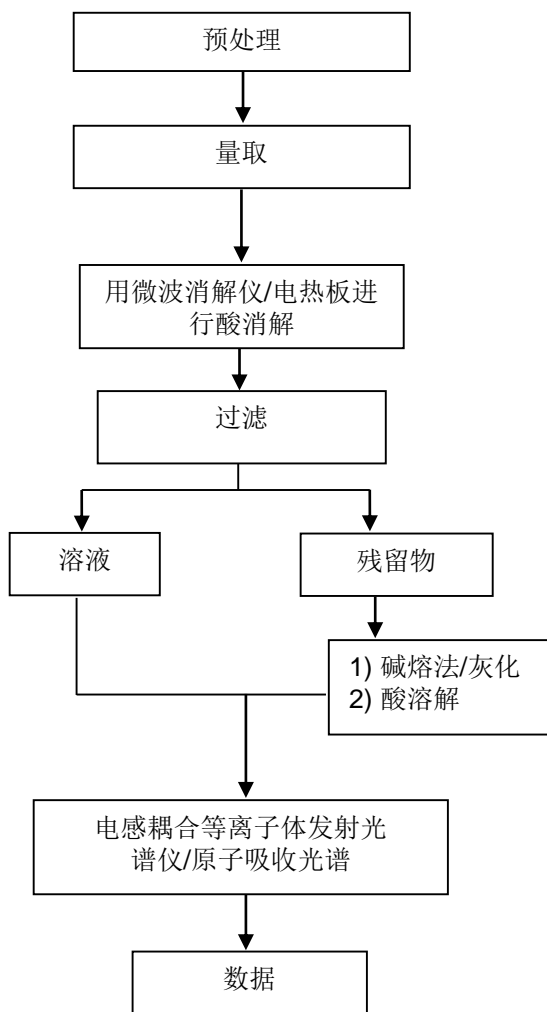 预处理
量取
用微波消解仪/电热板进
行酸消解
过滤
溶液
残留物
1) 碱熔法/灰化
2) 酸溶解
电感耦合等离子体发射光
谱仪/原子吸收光谱
数据